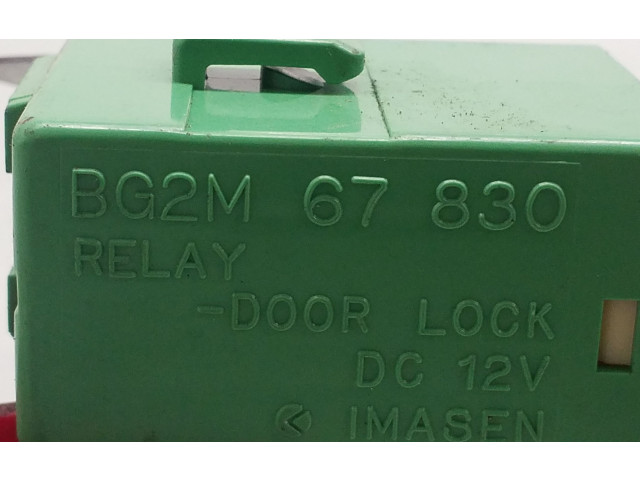 BG2M 67 830
RELAY
-DOOR LOCK
DC 12V
IMASEN